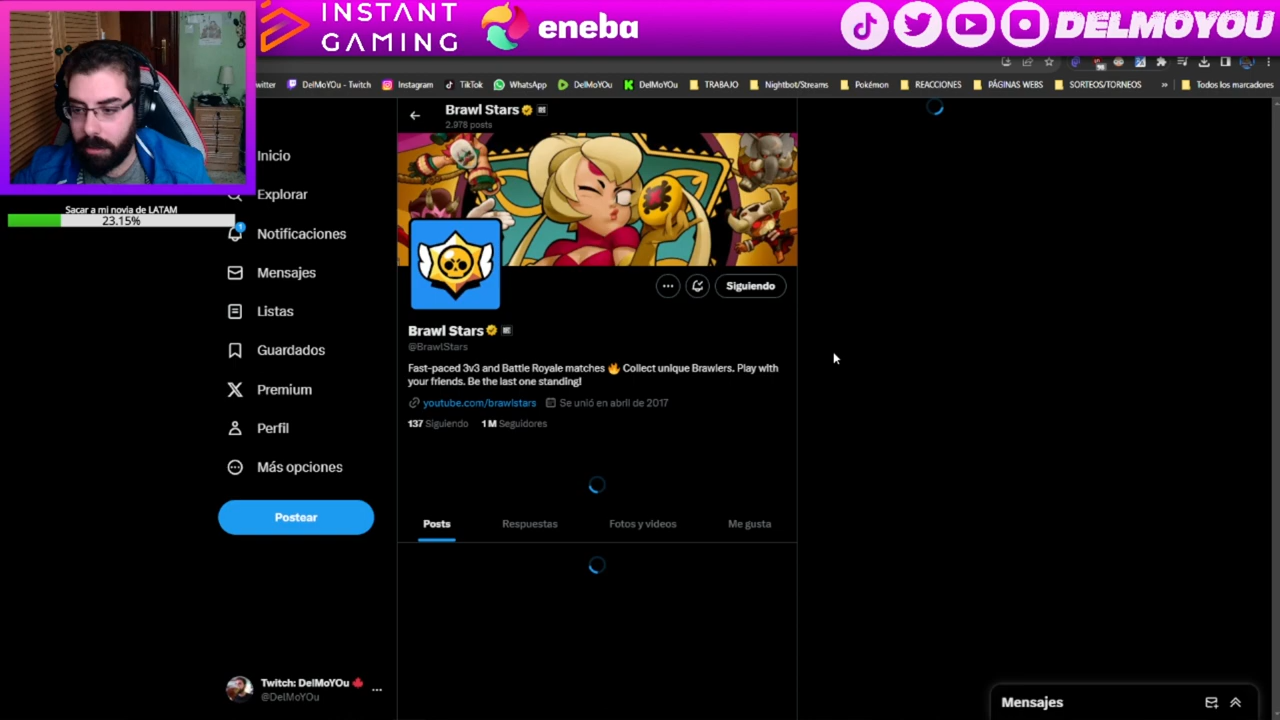 INSTANT
GAMING
eneba
DELMOYOU
Sacar a mi novia de LATAM
23.15%
witter
DelMoYOu - Twitch
Instagram
TikTok
WhatsApp
DelMoYOu
DelMoYOu
TRABAJO
Nightbot/Streams
Pokémon
REACCIONES
PÁGINAS WEBS
SORTEOS/TORNEOS
»
Todos los marcadores
Inicio
Explorar
1
Notificaciones
Mensajes
Listas
Guardados
Premium
Perfil
Más opciones
Postear
Twitch: DelMoYOu
@DelMoYOu
Brawl Stars
2.978 posts
Siguiendo
Brawl Stars
@BrawlStars
Fast-paced 3v3 and Battle Royale matches 🔥 Collect unique Brawlers. Play with
your friends. Be the last one standing!
youtube.com/brawlstars Se unió en abril de 2017
137 Siguiendo 1 M Seguidores
Posts
Respuestas
Fotos y videos
Me gusta
Mensajes